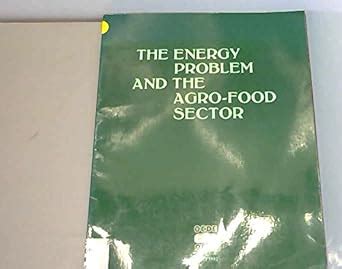 THE ENERGY
PROBLEM
AND THE
AGRO-FOOD
SECTOR